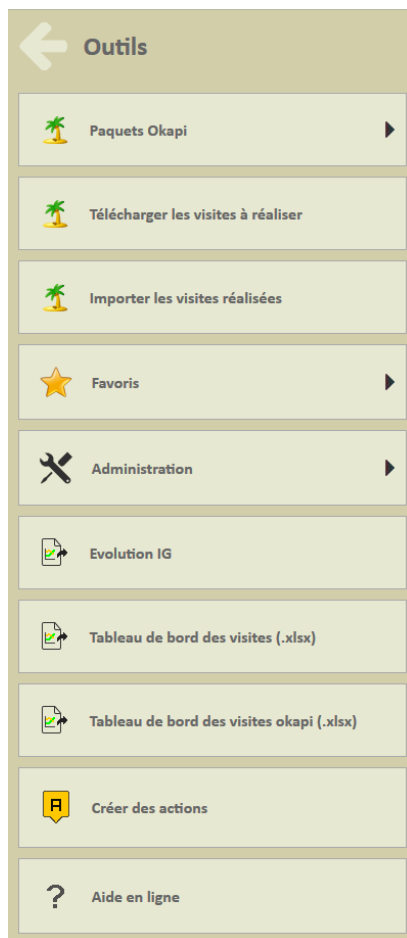 Outils
Paquets Okapi
Télécharger les visites à réaliser
Importer les visites réalisées
Favoris
Administration
Evolution IG
Tableau de bord des visites (.xlsx)
Tableau de bord des visites okapi (.xlsx)
A
Créer des actions
?
Aide en ligne